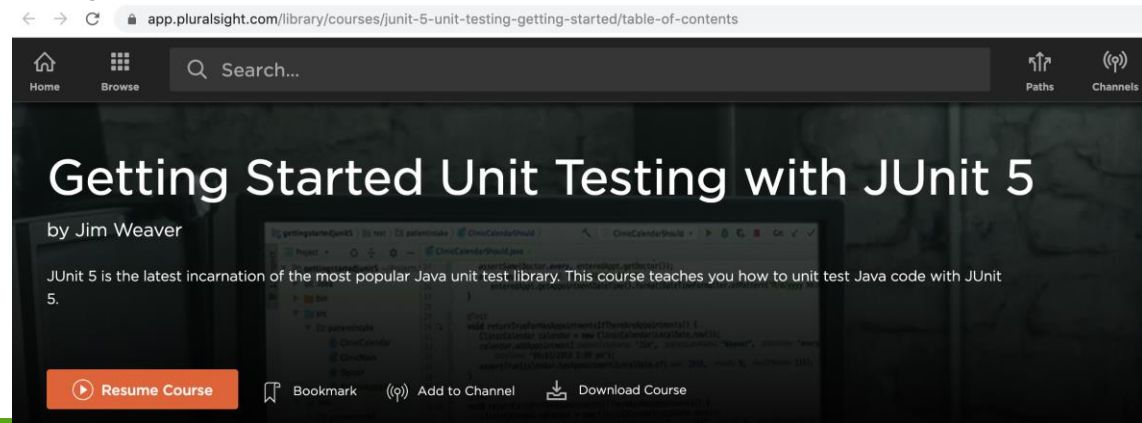 app.pluralsight.com/library/courses/junit-5-unit-testing-getting-started/table-of-contents
Search...
Home
Browse
Paths
Channels
Getting Started Unit Testing with JUnit 5
by Jim Weaver
JUnit 5 is the latest incarnation of the most popular Java unit test library. This course teaches you how to unit test Java code with JUnit
5.
Resume Course
Bookmark
Add to Channel
Download Course